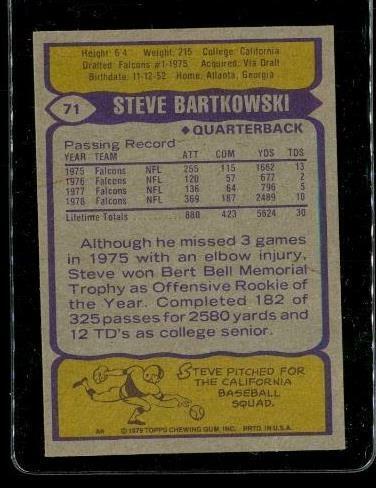 Height: 6'4" Weight: 215 College: California
Drafted: Falcons #1-1975 Acquired: Via Draft
Birthdate: 11-12-52 Home: Atlanta, Georgia
71 STEVE BARTKOWSKI
◆QUARTERBACK
Passing Record
YEAR TEAM ATT COM YDS TDS
1975 Falcons NFL 255 115 1662 13
1976 Falcons NFL 120 57 677 2
1977 Falcons NFL 136 64 796 5
1978 Falcons NFL 369 187 2489 10
Lifetime Totals 880 423 5624 30
Although he missed 3 games
in 1975 with an elbow injury,
Steve won Bert Bell Memorial
Trophy as Offensive Rookie of
the Year. Completed 182 of
325 passes for 2580 yards and
12 TD's as college senior.
STEVE PITCHED FOR
THE CALIFORNIA
BASEBALL
SQUAD.
© 1979 TOPPS CHEWING GUM, INC. PRTD. IN U.S.A.